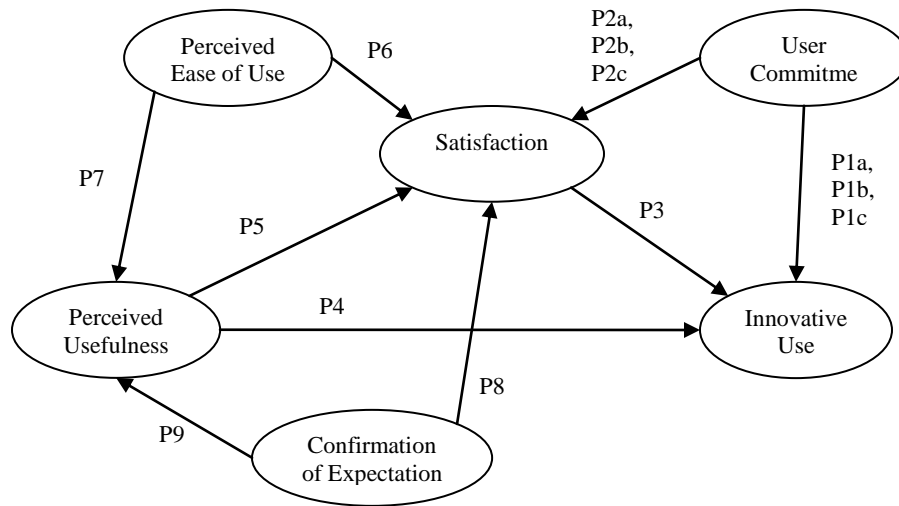 Perceived
Ease of Use
P6
P2a,
P2b,
P2c
User
Commitme
Satisfaction
P7
P5
P3
P1a,
P1b,
P1c
Perceived
Usefulness
P4
Innovative
Use
P8
P9
Confirmation
of Expectation